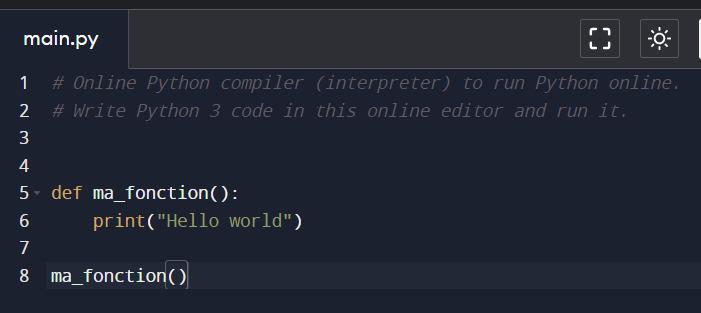 main.py
1 # Online Python compiler (interpreter) to run Python online.
2 # Write Python 3 code in this online editor and run it.
3
4
5 def ma_fonction():
6     print("Hello world")
7
8 ma_fonction()